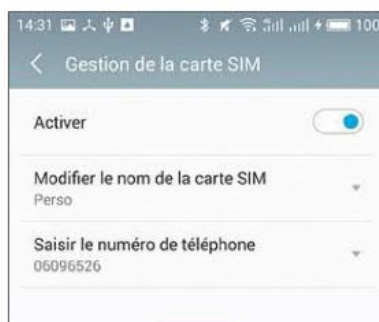 14:31 100
Gestion de la carte SIM
Activer
Modifier le nom de la carte SIM
Perso
Saisir le numéro de téléphone
06096526